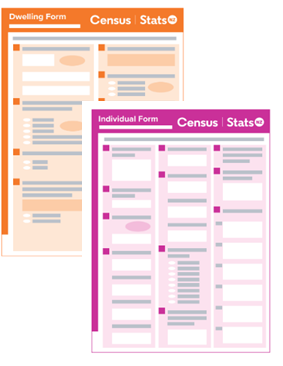 Dwelling Form
Census | Stats NZ
Individual Form
Census | Stats NZ